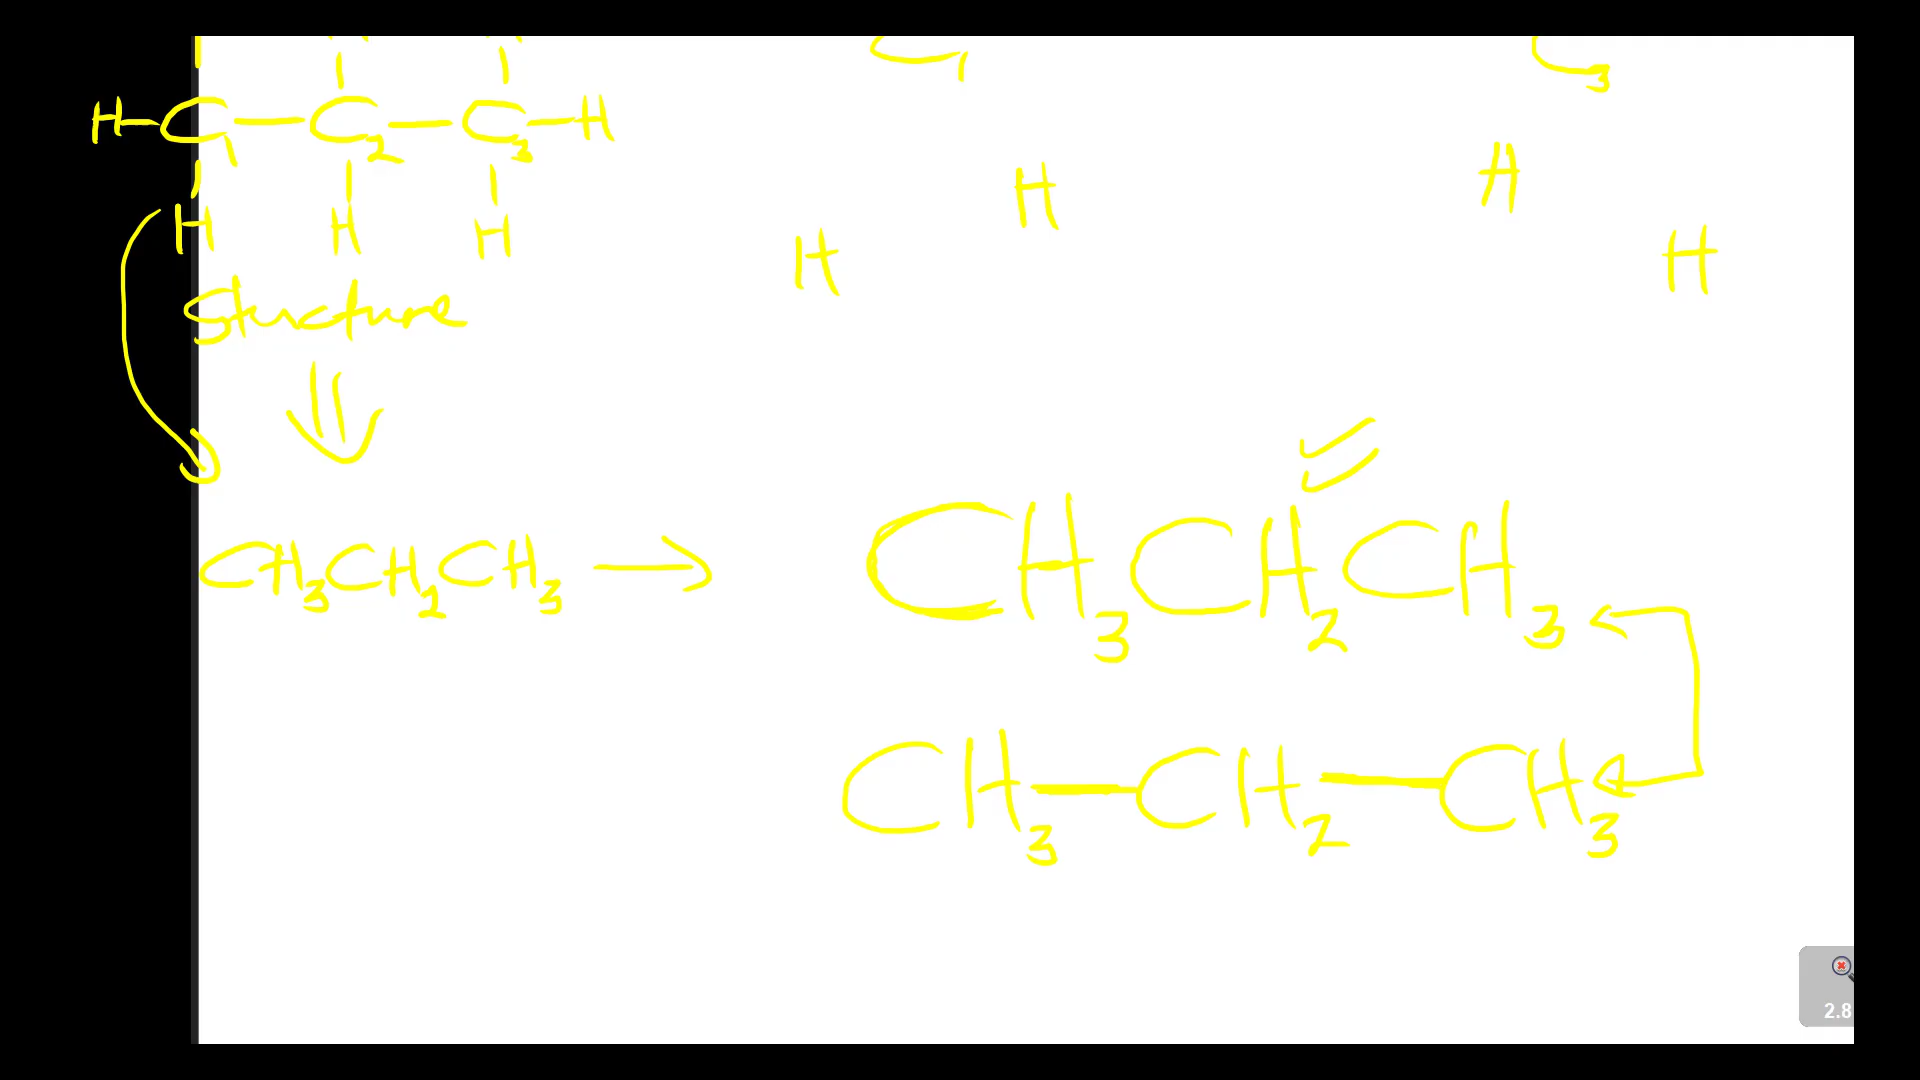 H-C₁-C₂-C₃-H
H H H
H H
H H
Structure
CH₃CH₂CH₃ → CH₃CH₂CH₃
CH₃-CH₂-CH₃
2.8